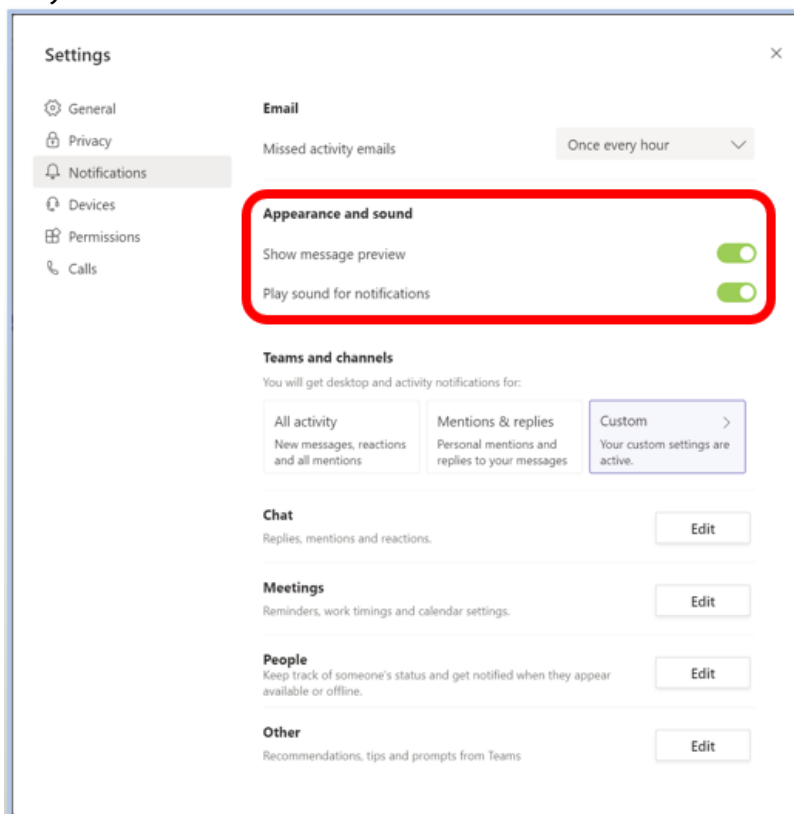 Settings
General
Privacy
Notifications
Devices
Permissions
Calls
Email
Missed activity emails
Once every hour
Appearance and sound
Show message preview
Play sound for notifications
Teams and channels
You will get desktop and activity notifications for:
All activity
New messages, reactions
and all mentions
Mentions & replies
Personal mentions and
replies to your messages
Custom
Your custom settings are
active.
Chat
Replies, mentions and reactions.
Edit
Meetings
Reminders, work timings and calendar settings.
Edit
People
Keep track of someone's status and get notified when they appear
available or offline.
Edit
Other
Recommendations, tips and prompts from Teams
Edit